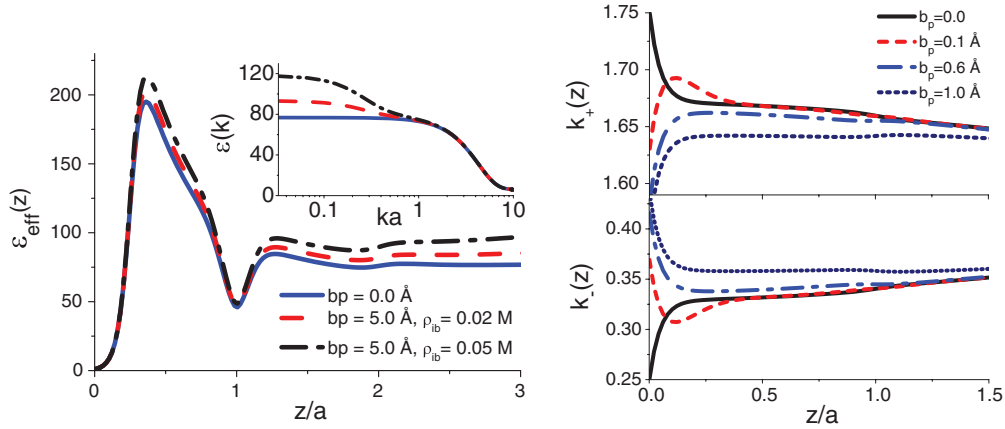 ε_eff(z)
200
150
100
50
0
0
1
2
3
z/a
ε(k)
120
80
40
0
0.1
1
10
ka
bp = 0.0 Å
bp = 5.0 Å, ρ_ib = 0.02 M
bp = 5.0 Å, ρ_ib = 0.05 M
k_+(z)
1.75
1.70
1.65
1.60
b_p=0.0
b_p=0.1 Å
b_p=0.6 Å
b_p=1.0 Å
k_-(z)
0.35
0.30
0.25
0.0
0.5
1.0
1.5
z/a